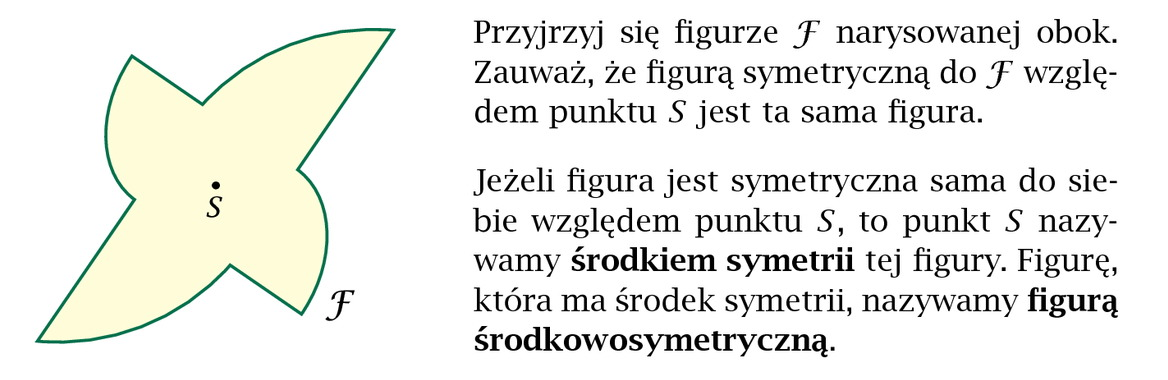 Przyjrzyj się figurze ℱ narysowanej obok.
Zauważ, że figurą symetryczną do ℱ wzglę-
dem punktu S jest ta sama figura.
Jeżeli figura jest symetryczna sama do sie-
bie względem punktu S, to punkt S nazy-
wamy środkiem symetrii tej figury. Figurę,
która ma środek symetrii, nazywamy figurą
środkowosymetryczną.
S
ℱ